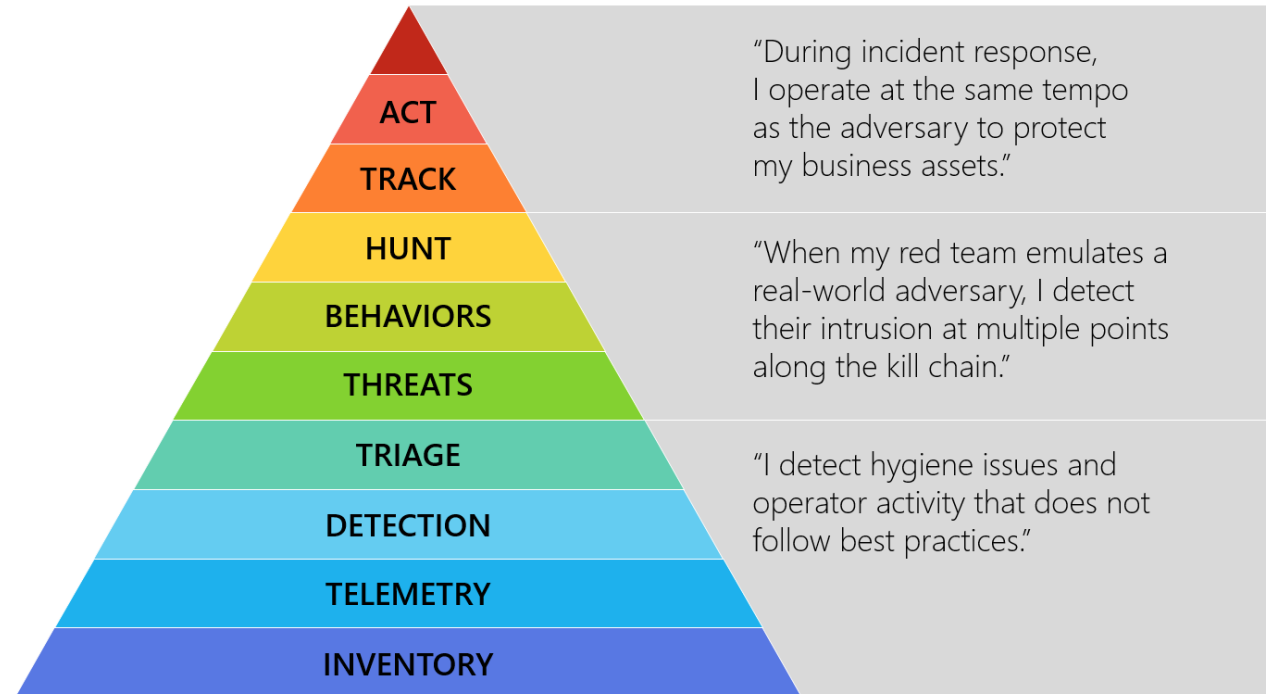 ACT
TRACK
HUNT
BEHAVIORS
THREATS
TRIAGE
DETECTION
TELEMETRY
INVENTORY
“During incident response,
I operate at the same tempo
as the adversary to protect
my business assets.”
“When my red team emulates a
real-world adversary, I detect
their intrusion at multiple points
along the kill chain.”
“I detect hygiene issues and
operator activity that does not
follow best practices.”